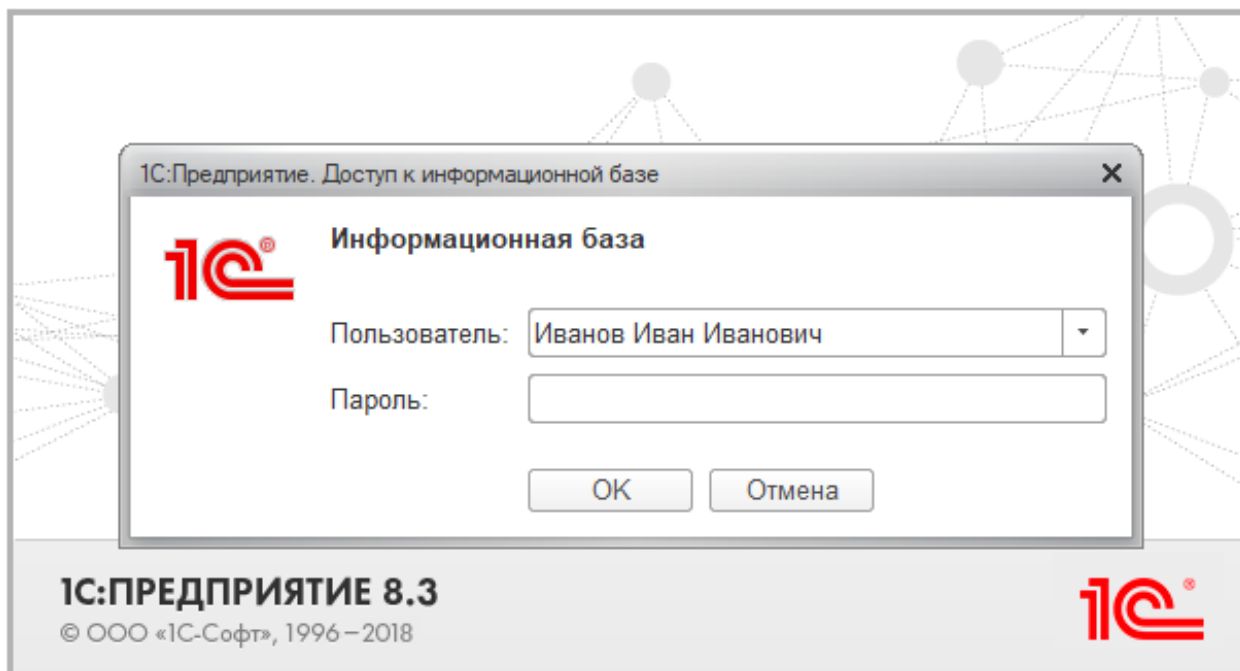 1С:Предприятие. Доступ к информационной базе
1С®
Информационная база
Пользователь: Иванов Иван Иванович
Пароль:
OK Отмена
1С:ПРЕДПРИЯТИЕ 8.3
© ООО «1С-Софт», 1996–2018
1С®